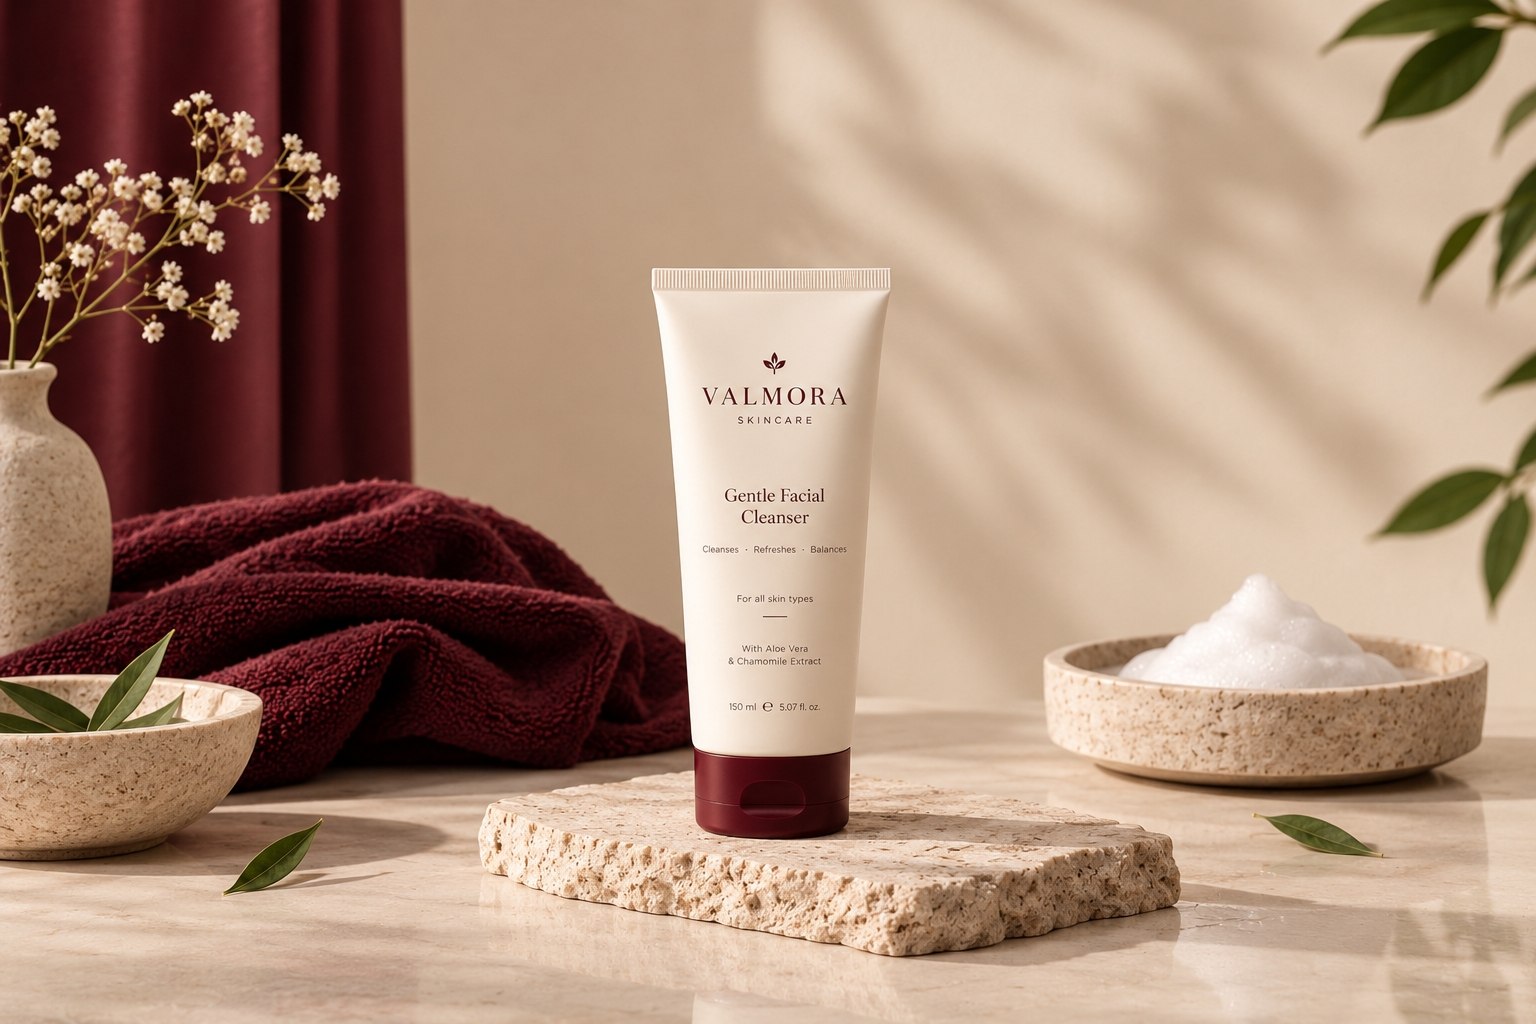 VALMORA
SKINCARE
Gentle Facial
Cleanser
Cleanses · Refreshes · Balances
For all skin types
With Aloe Vera
& Chamomile Extract
150 ml ℮ 5.07 fl. oz.